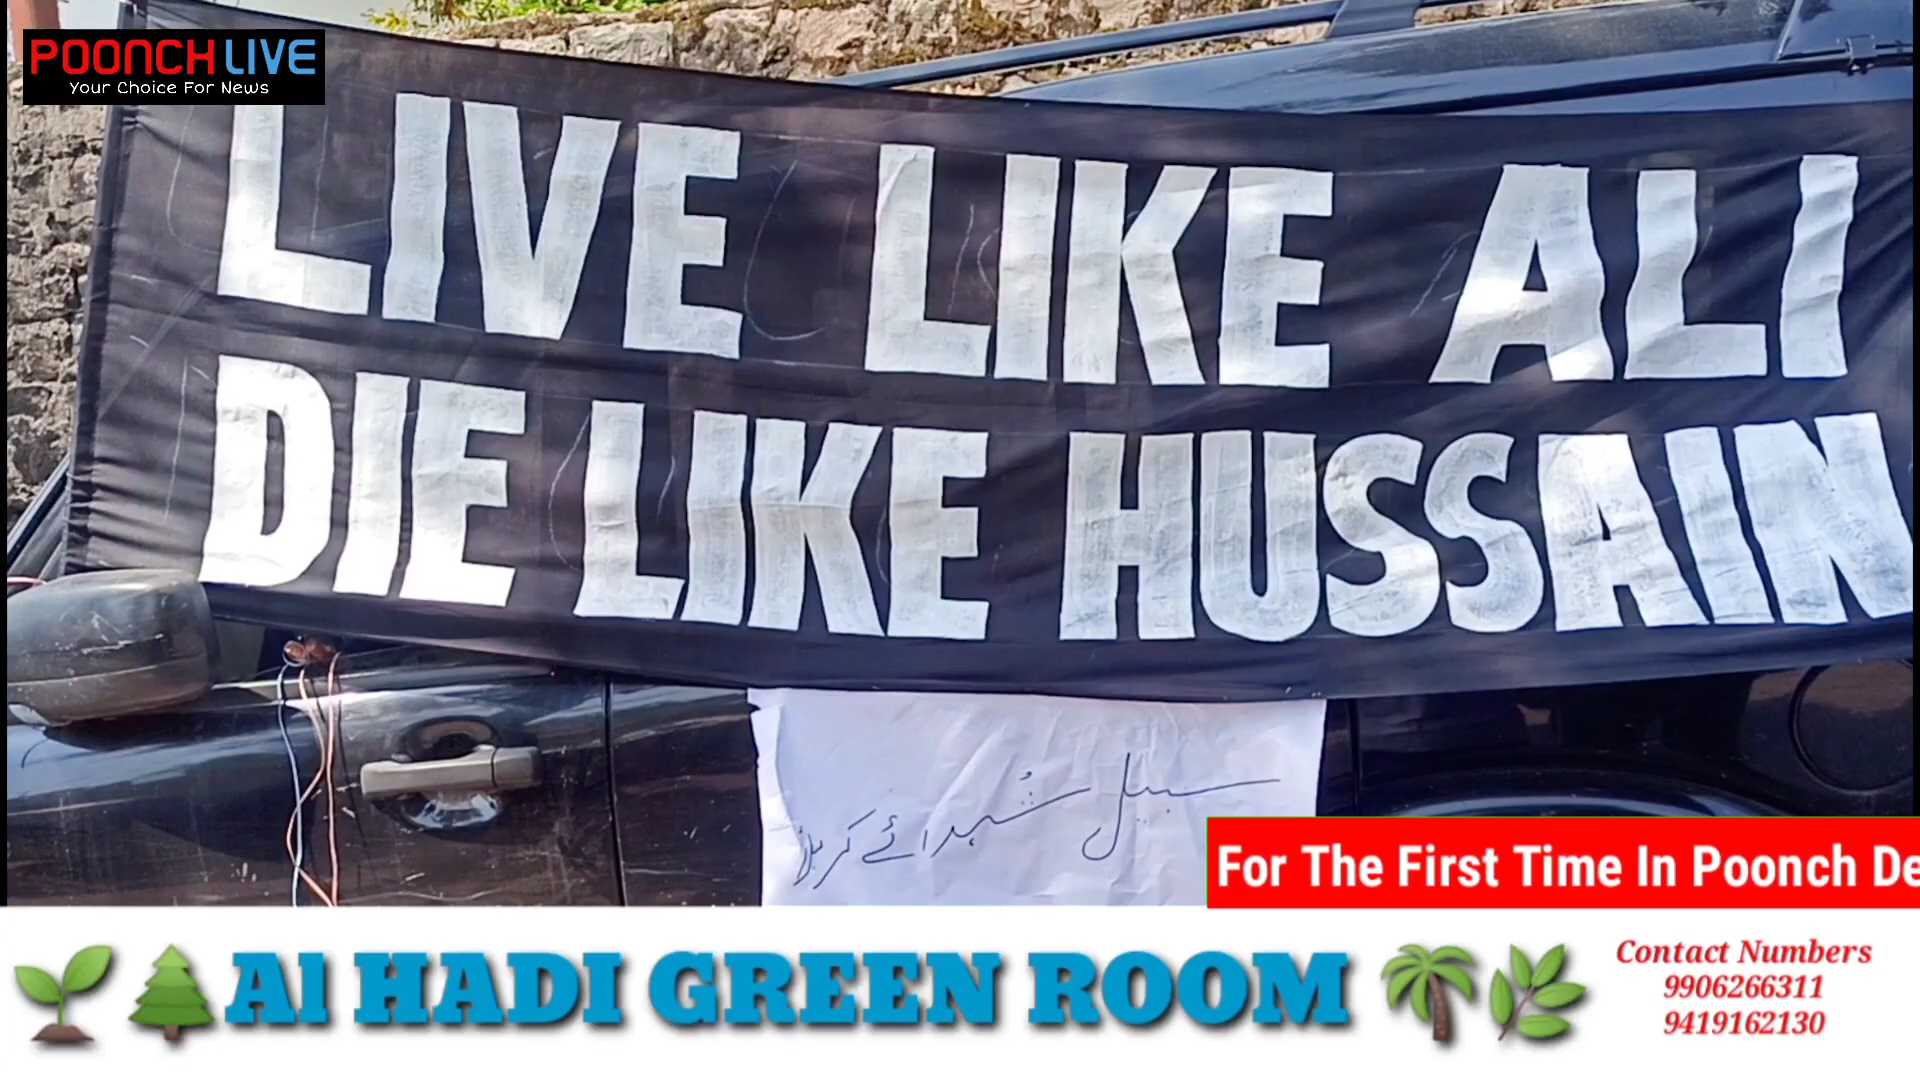 POONCH LIVE
Your Choice For News
LIVE LIKE ALI
DIE LIKE HUSSAIN
سبیل شہدائے کربلا
For The First Time In Poonch De
Al HADI GREEN ROOM
Contact Numbers
9906266311
9419162130